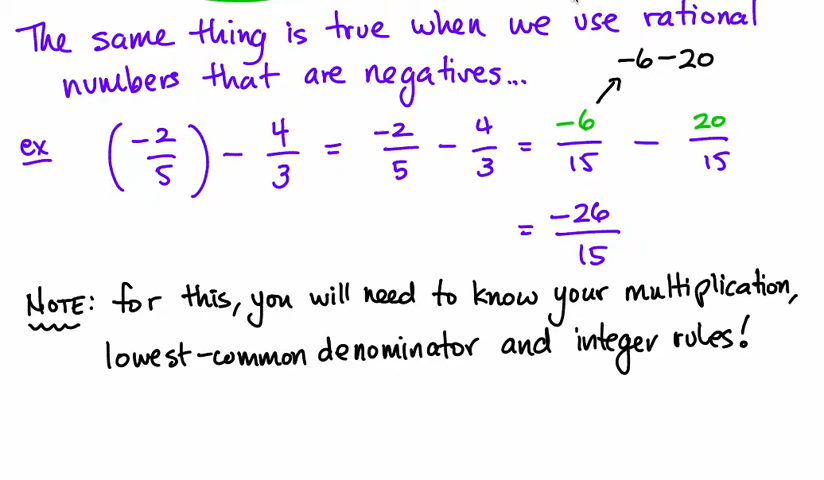 The same thing is true when we use rational
numbers that are negatives...
-6-20
ex (-2/5) - 4/3 = -2/5 - 4/3 = -6/15 - 20/15
= -26/15
NOTE: for this, you will need to know your multiplication,
lowest-common denominator and integer rules!